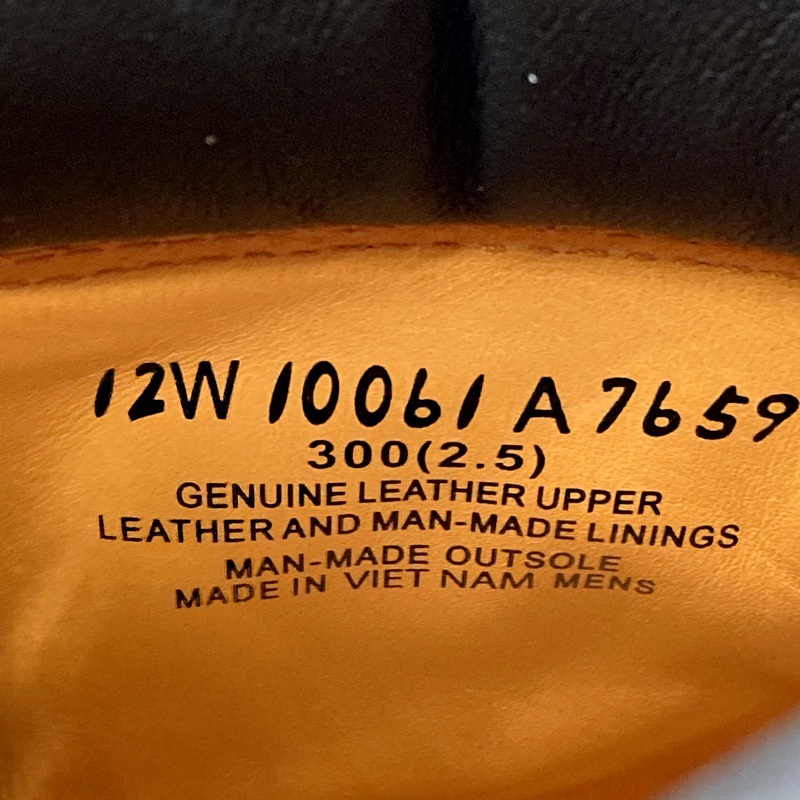 12W 10061 A 7659
300(2.5)
GENUINE LEATHER UPPER
LEATHER AND MAN-MADE LININGS
MAN-MADE OUTSOLE
MADE IN VIET NAM MENS